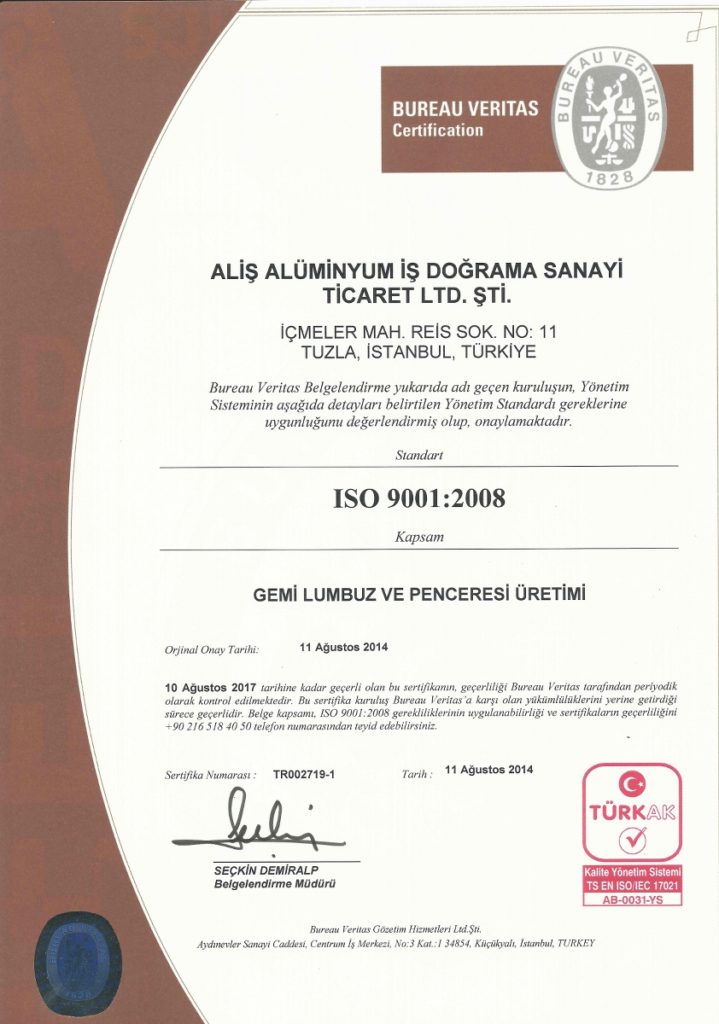 BUREAU VERITAS
Certification
BUREAU VERITAS
1828
ALİŞ ALÜMİNYUM İŞ DOĞRAMA SANAYİ
TİCARET LTD. ŞTİ.
İÇMELER MAH. REİS SOK. NO: 11
TUZLA, İSTANBUL, TÜRKİYE
Bureau Veritas Belgelendirme yukarıda adı geçen kuruluşun, Yönetim
Sisteminin aşağıda detayları belirtilen Yönetim Standardı gereklerine
uygunluğunu değerlendirmiş olup, onaylamaktadır.
Standart
ISO 9001:2008
Kapsam
GEMİ LUMBUZ VE PENCERESİ ÜRETİMİ
Orjinal Onay Tarihi: 11 Ağustos 2014
10 Ağustos 2017 tarihine kadar geçerli olan bu sertifikanın, geçerliliği Bureau Veritas tarafından periyodik
olarak kontrol edilmektedir. Bu sertifika kuruluş Bureau Veritas'a karşı olan yükümlülüklerini yerine getirdiği
sürece geçerlidir. Belge kapsamı, ISO 9001:2008 gerekliliklerinin uygulanabilirliği ve sertifikaların geçerliliğini
+90 216 518 40 50 telefon numarasından teyid edebilirsiniz.
Sertifika Numarası : TR002719-1 Tarih : 11 Ağustos 2014
SEÇKİN DEMİRALP
Belgelendirme Müdürü
TÜRKAK
Kalite Yönetim Sistemi
TS EN ISO/IEC 17021
AB-0031-YS
Bureau Veritas Gözetim Hizmetleri Ltd.Şti.
Aydınevler Sanayi Caddesi, Centrum İş Merkezi, No:3 Kat.:1 34854, Küçükyalı, İstanbul, TURKEY